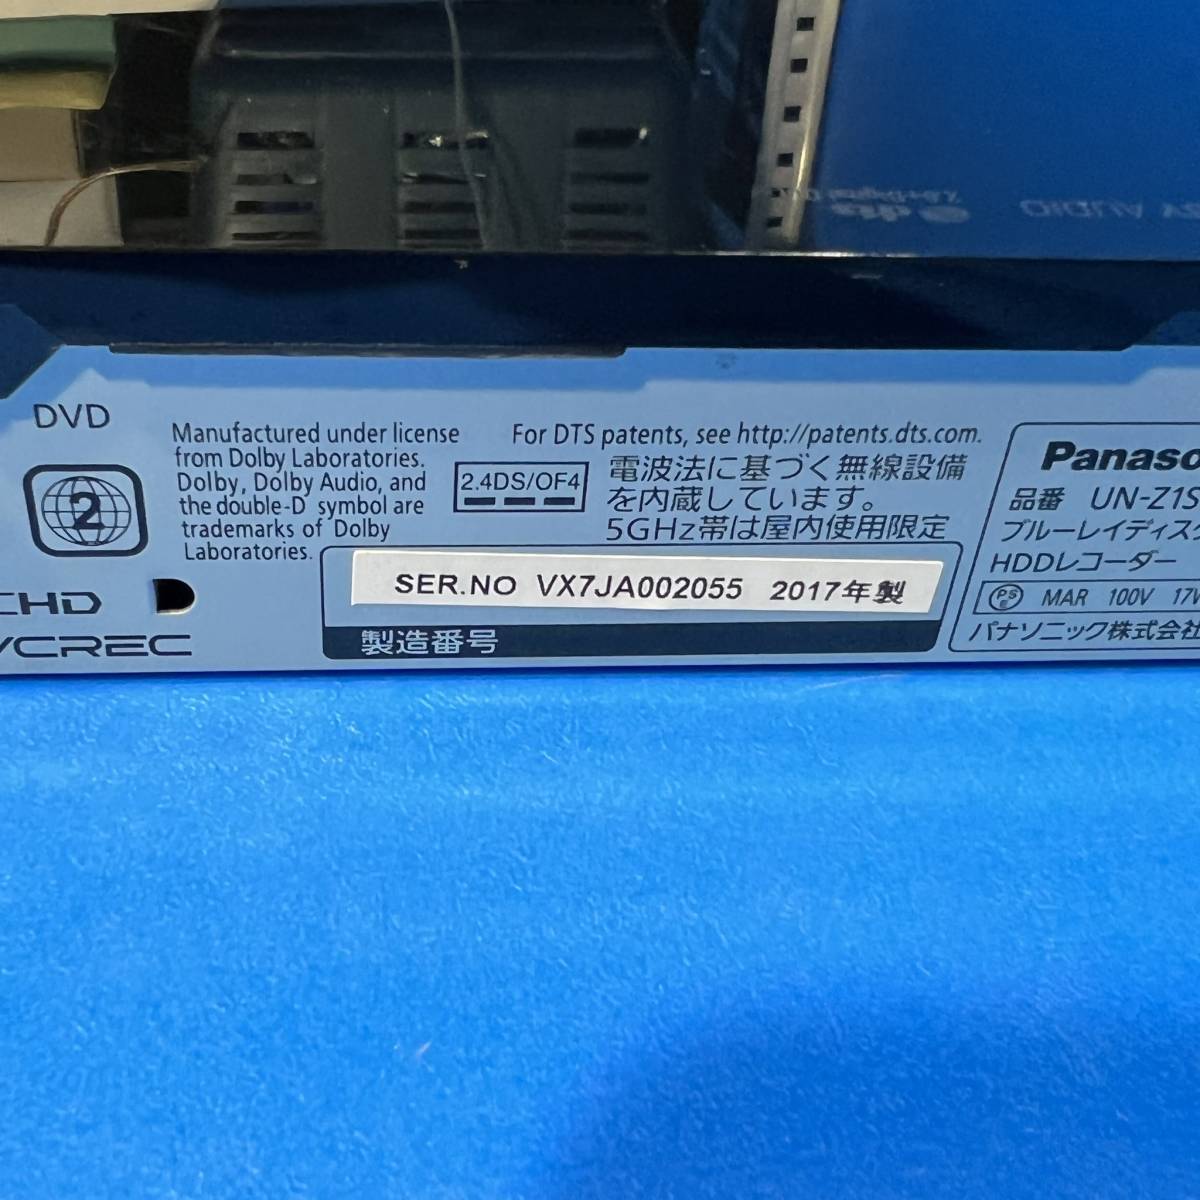 DVD
2
CHD
VCREC
Manufactured under license
from Dolby Laboratories.
Dolby, Dolby Audio, and
the double-D symbol are
trademarks of Dolby
Laboratories.
For DTS patents, see http://patents.dts.com.
2.4DS/OF4
電波法に基づく無線設備
を内蔵しています。
5GHz帯は屋内使用限定
SER.NO VX7JA002055 2017年製
製造番号
Panaso
品番 UN-Z1S
ブルーレイディスク
HDDレコーダー
PS E MAR 100V 17W
パナソニック株式会社